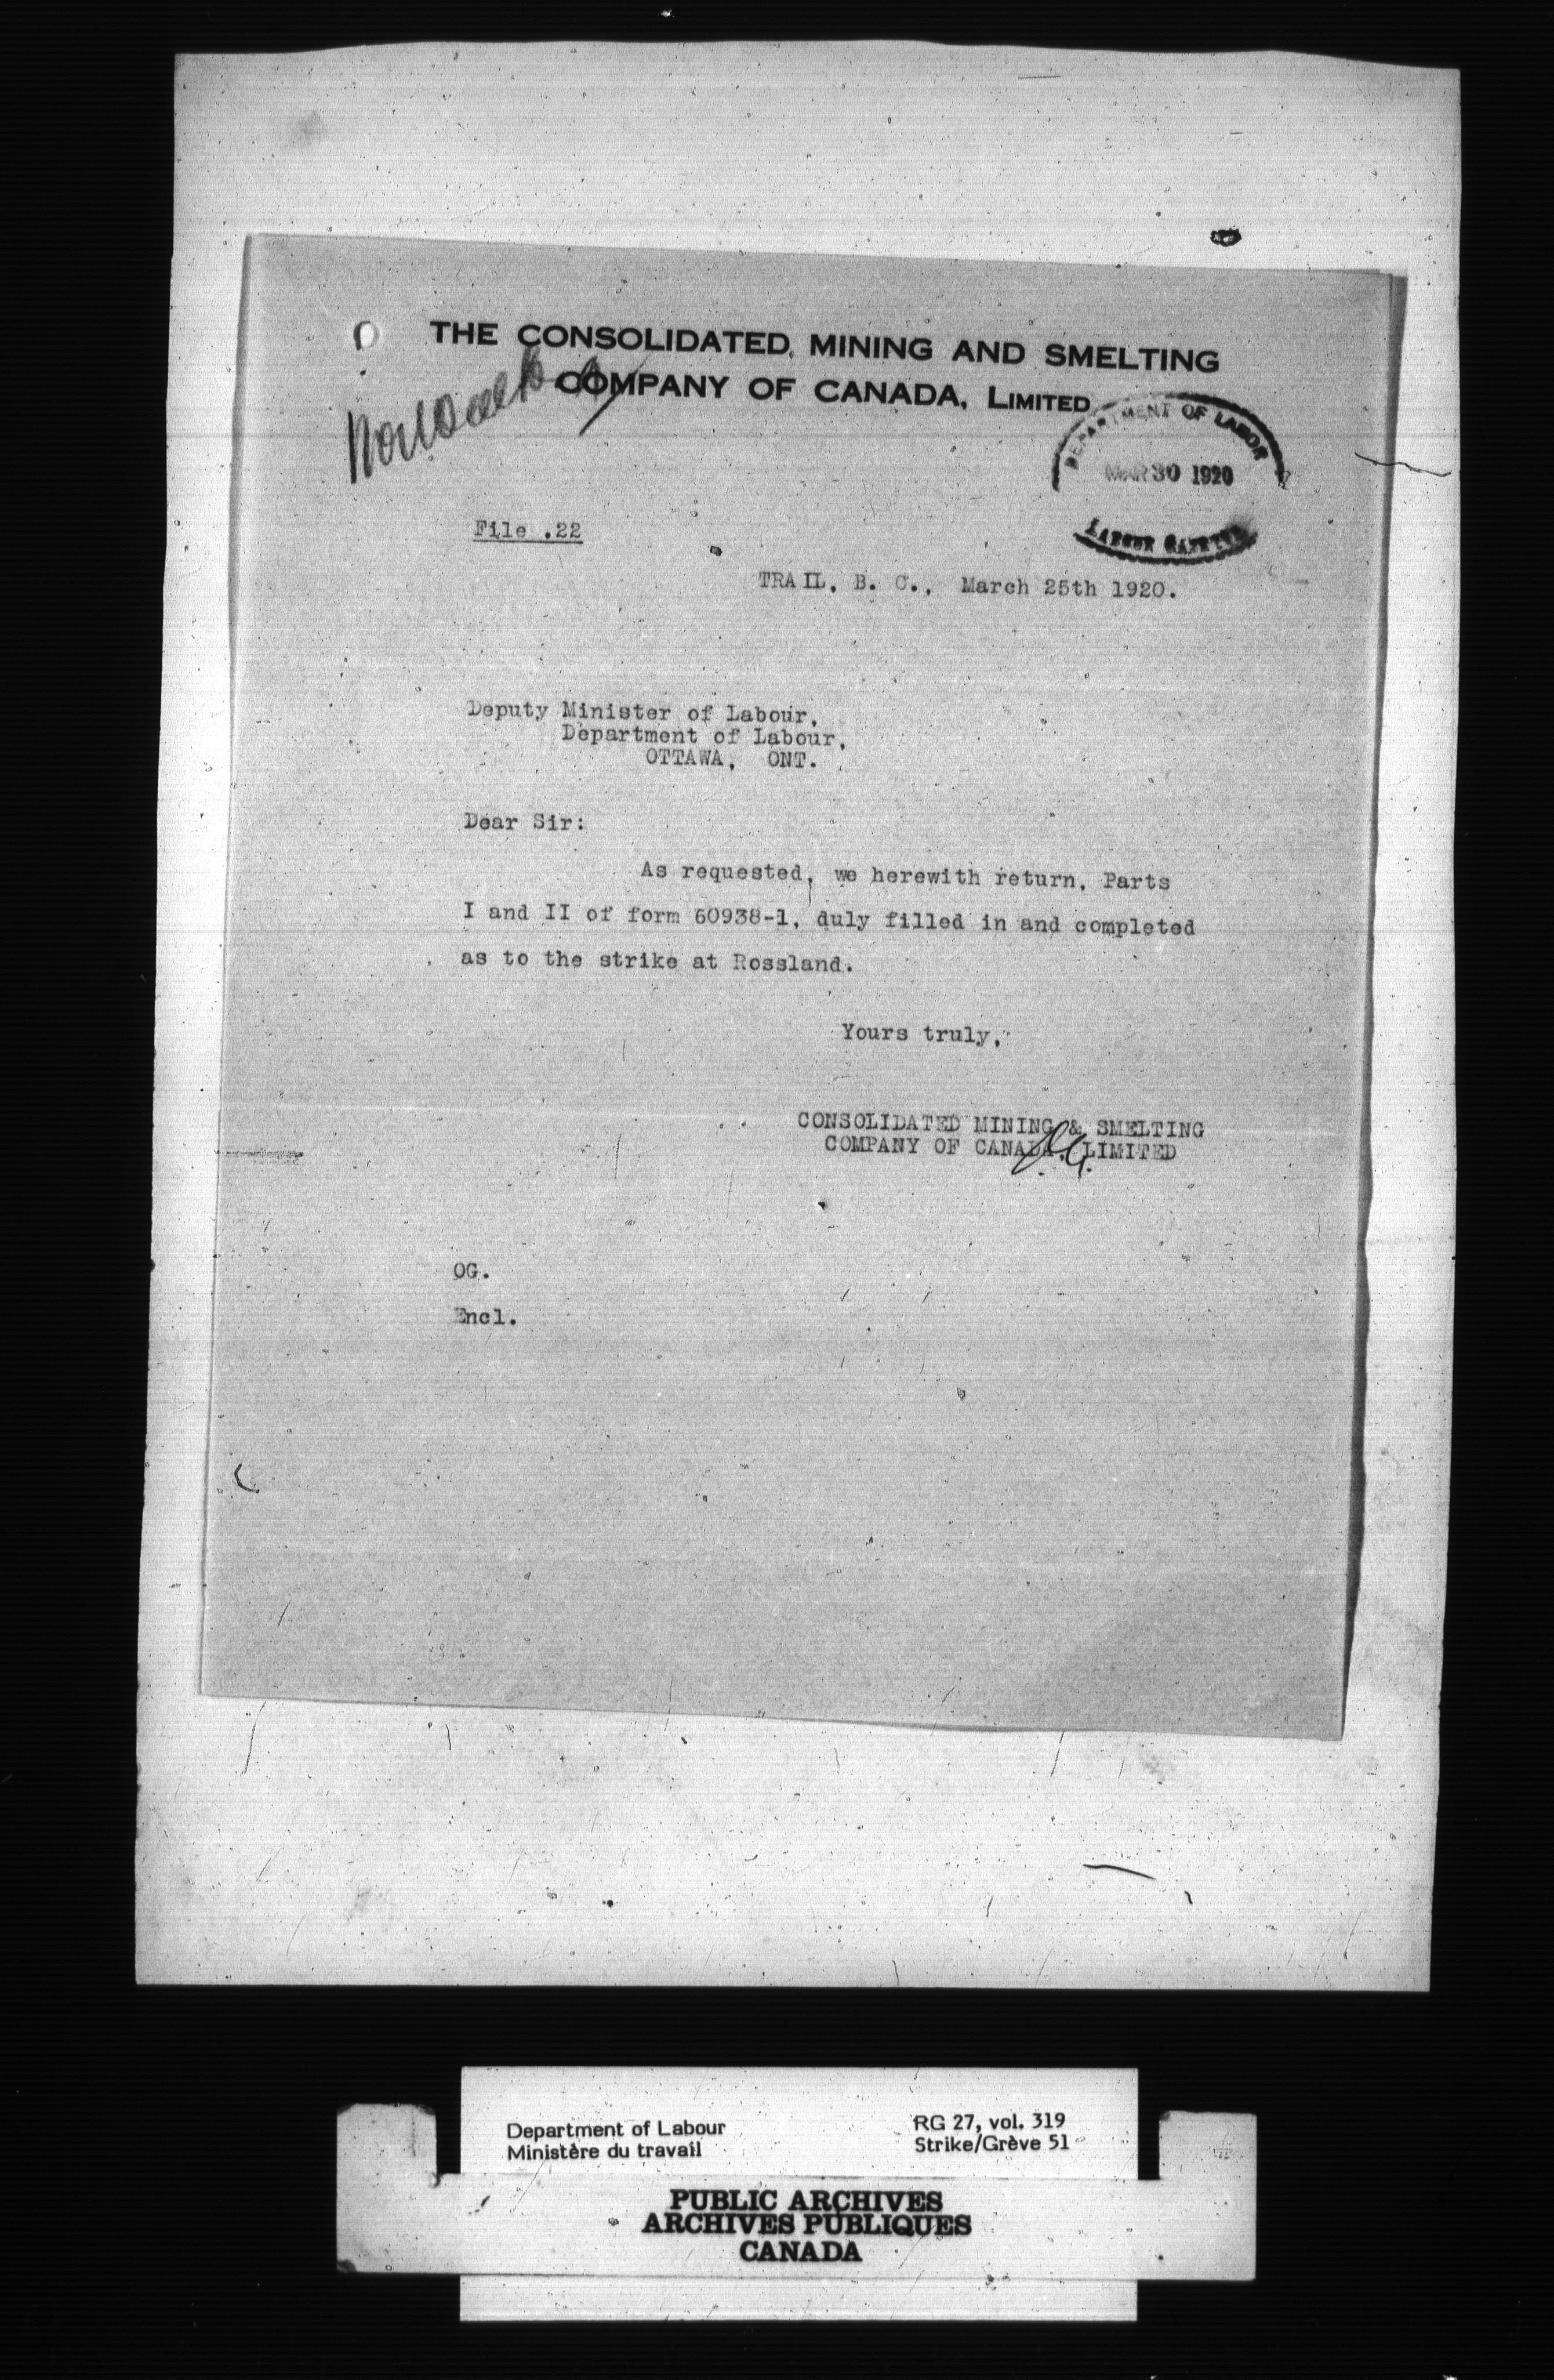 THE CONSOLIDATED MINING AND SMELTING
COMPANY OF CANADA, LIMITED
DEPARTMENT OF LABOR
MAR 30 1920
LABOUR GAZETTE
File .22
TRAIL, B. C., March 25th 1920.
Deputy Minister of Labour,
Department of Labour,
OTTAWA, ONT.
Dear Sir:
As requested, we herewith return, Parts
I and II of form 60938-1, duly filled in and completed
as to the strike at Rossland.
Yours truly,
CONSOLIDATED MINING & SMELTING
COMPANY OF CANADA, LIMITED
OG.
Encl.
Department of Labour
Ministère du travail
RG 27, vol. 319
Strike/Grève 51
PUBLIC ARCHIVES
ARCHIVES PUBLIQUES
CANADA